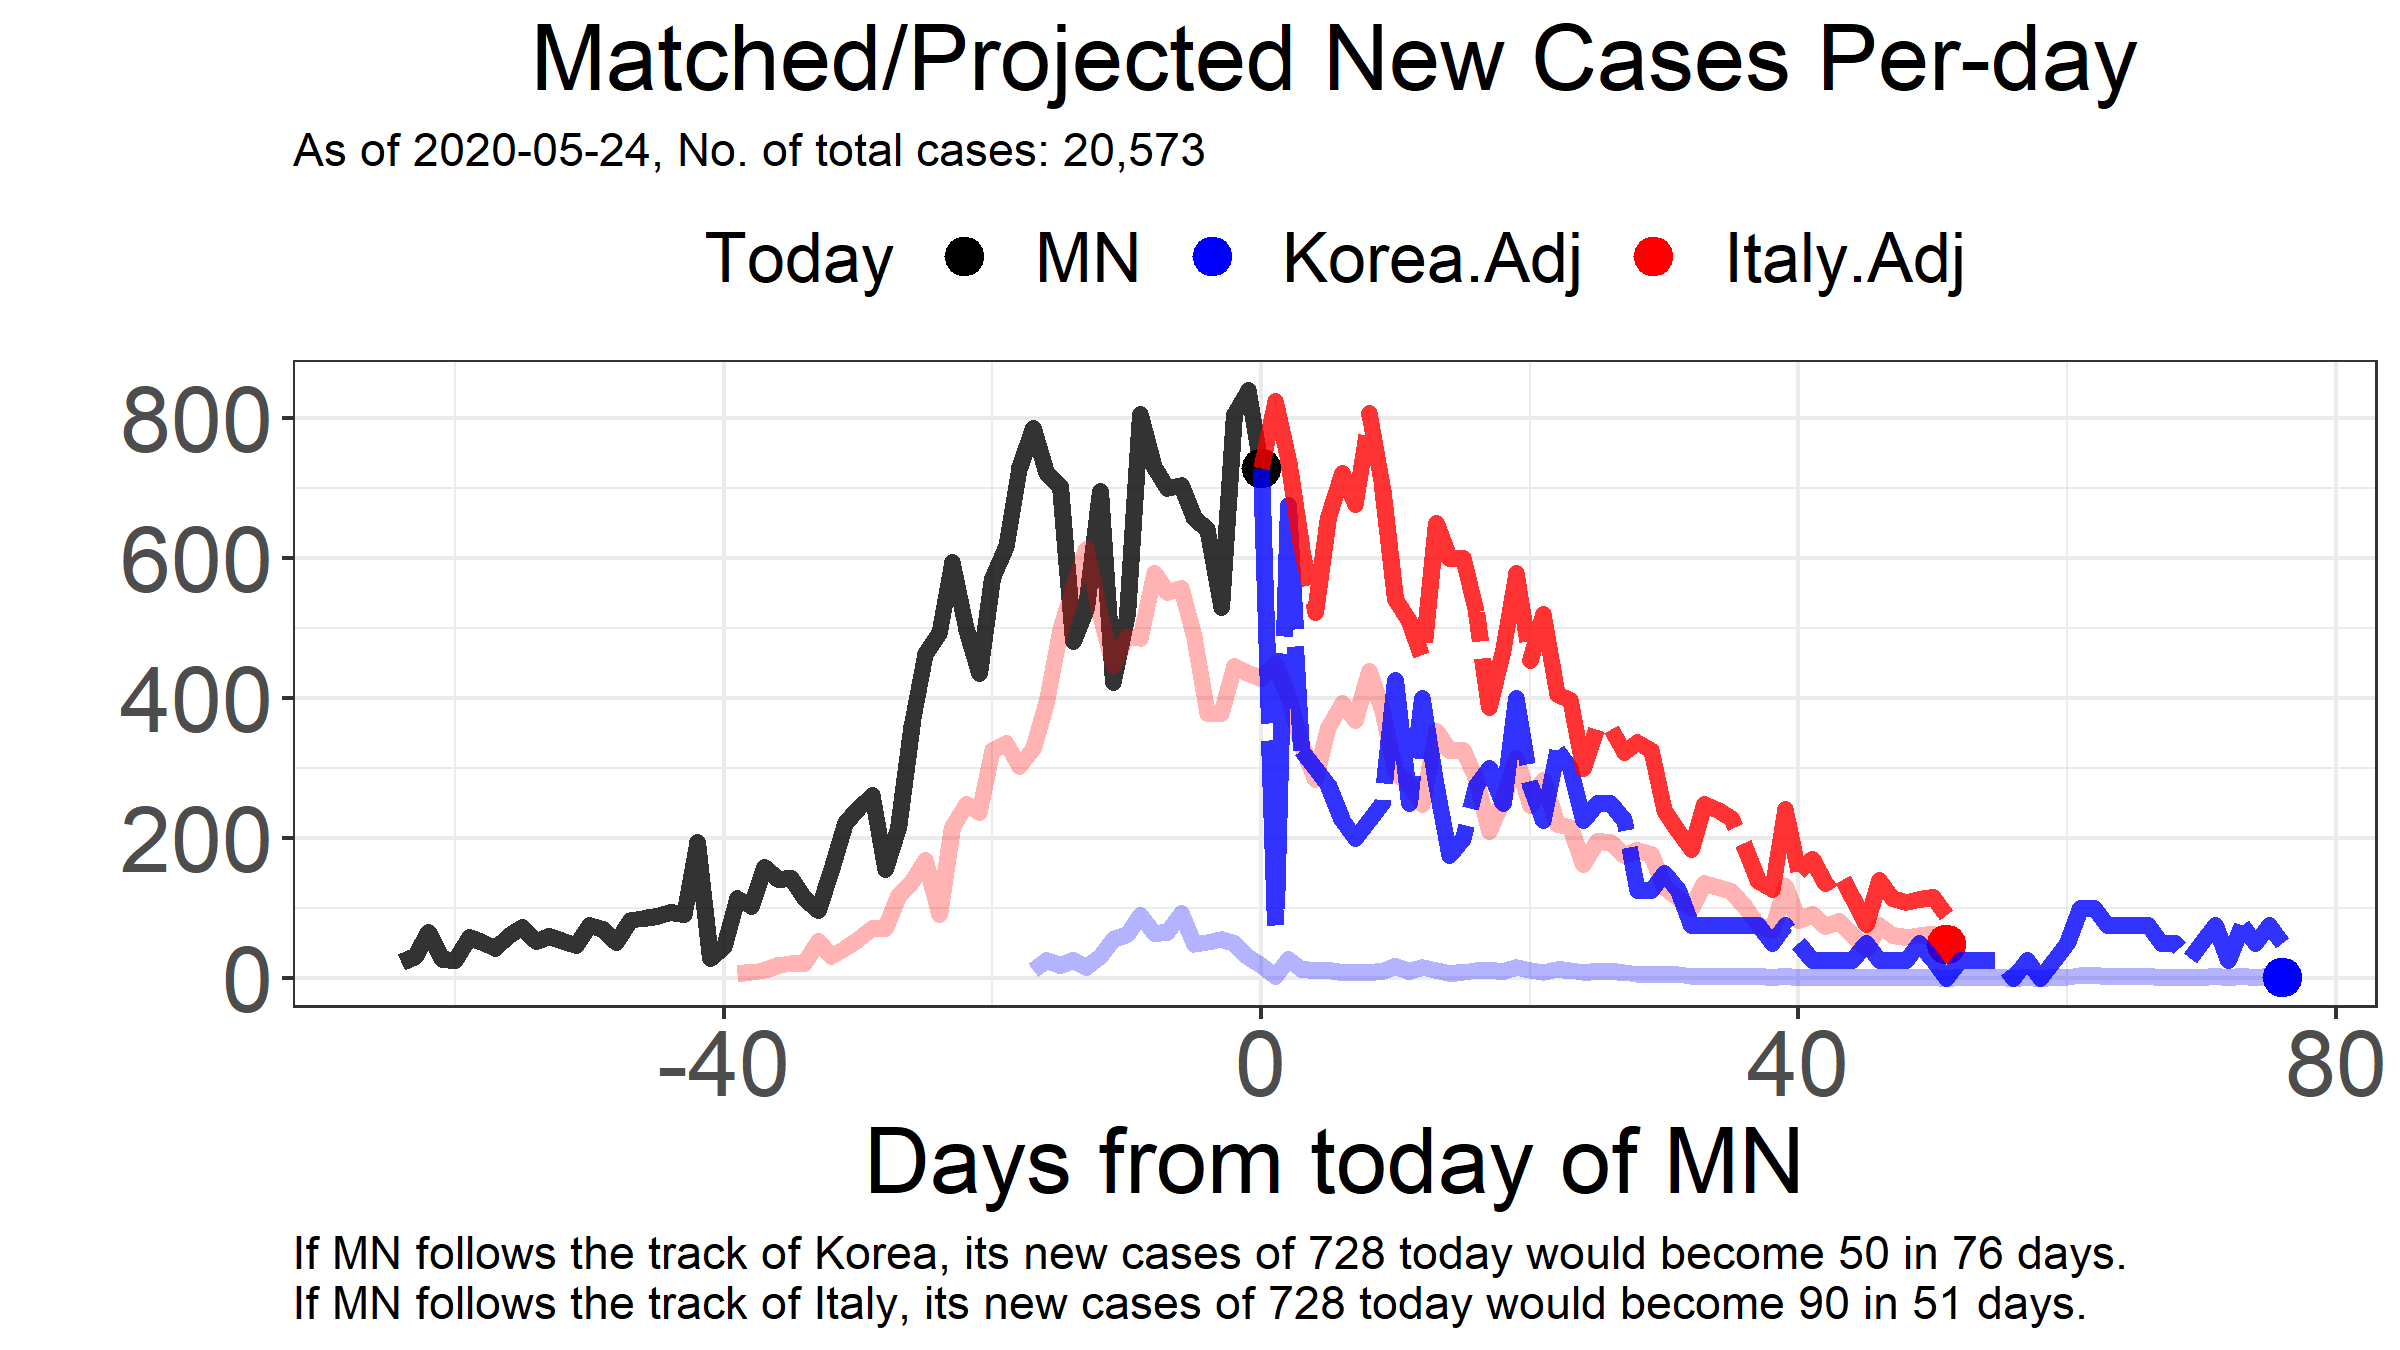 Matched/Projected New Cases Per-day
As of 2020-05-24, No. of total cases: 20,573
Today MN Korea.Adj Italy.Adj
800
600
400
200
0
-40 0 40 80
Days from today of MN
If MN follows the track of Korea, its new cases of 728 today would become 50 in 76 days.
If MN follows the track of Italy, its new cases of 728 today would become 90 in 51 days.